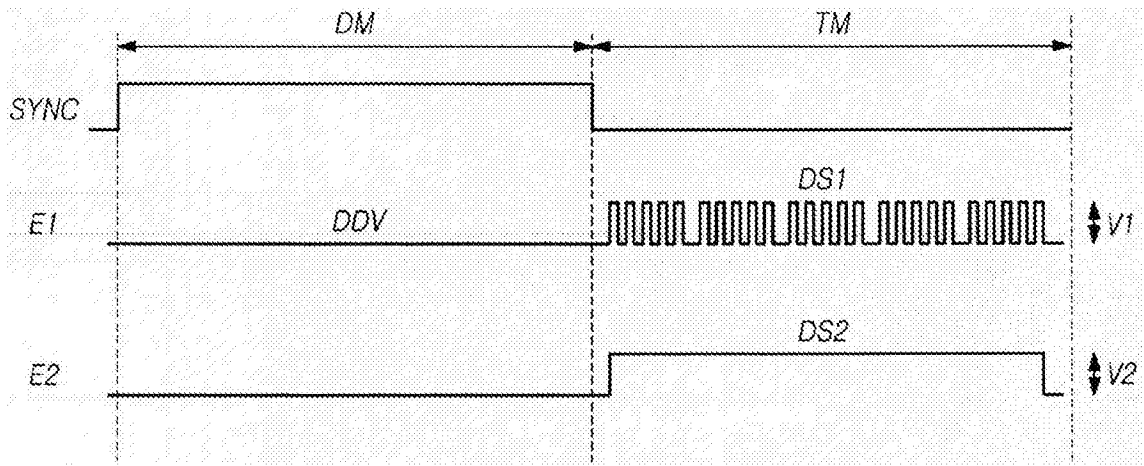 DM TM
SYNC
DS1
E1 DDV V1
DS2
E2 V2